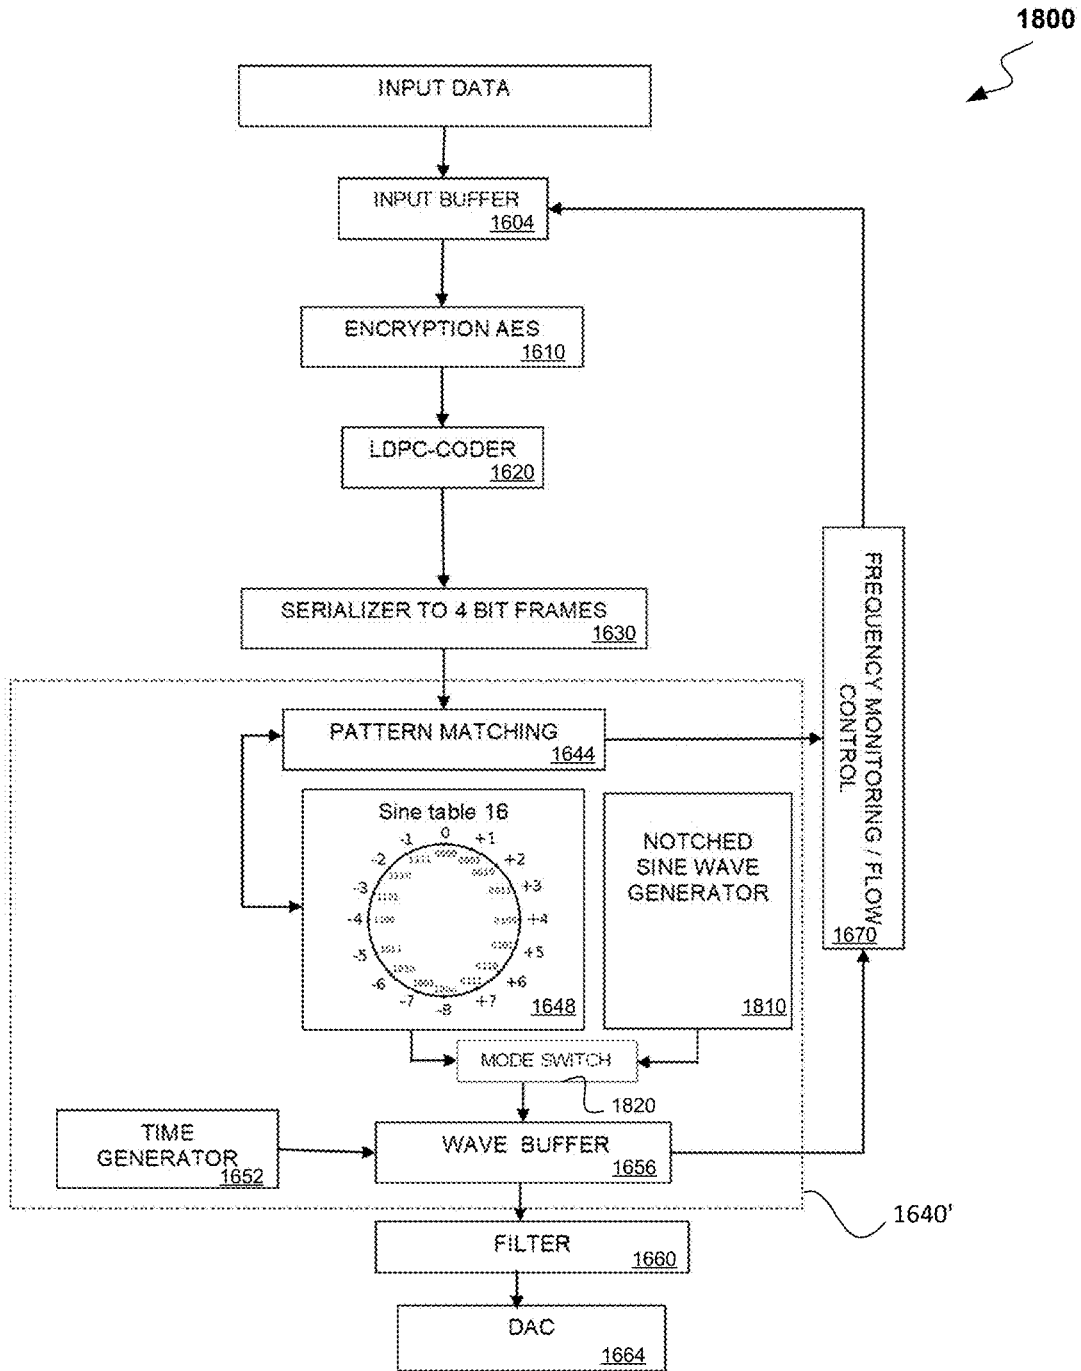 1800
INPUT DATA
INPUT BUFFER
1604
ENCRYPTION AES
1610
LDPC-CODER
1620
SERIALIZER TO 4 BIT FRAMES
1630
PATTERN MATCHING
1644
FREQUENCY MONITORING / FLOW
CONTROL
1670
Sine table 16
0
+1
+2
+3
+4
+5
+6
+7
-8
-7
-6
-5
-4
-3
-2
-1
0000
0010
1100
1648
NOTCHED
SINE WAVE
GENERATOR
1810
MODE SWITCH
1820
TIME
GENERATOR
1652
WAVE BUFFER
1656
1640'
FILTER
1660
DAC
1664